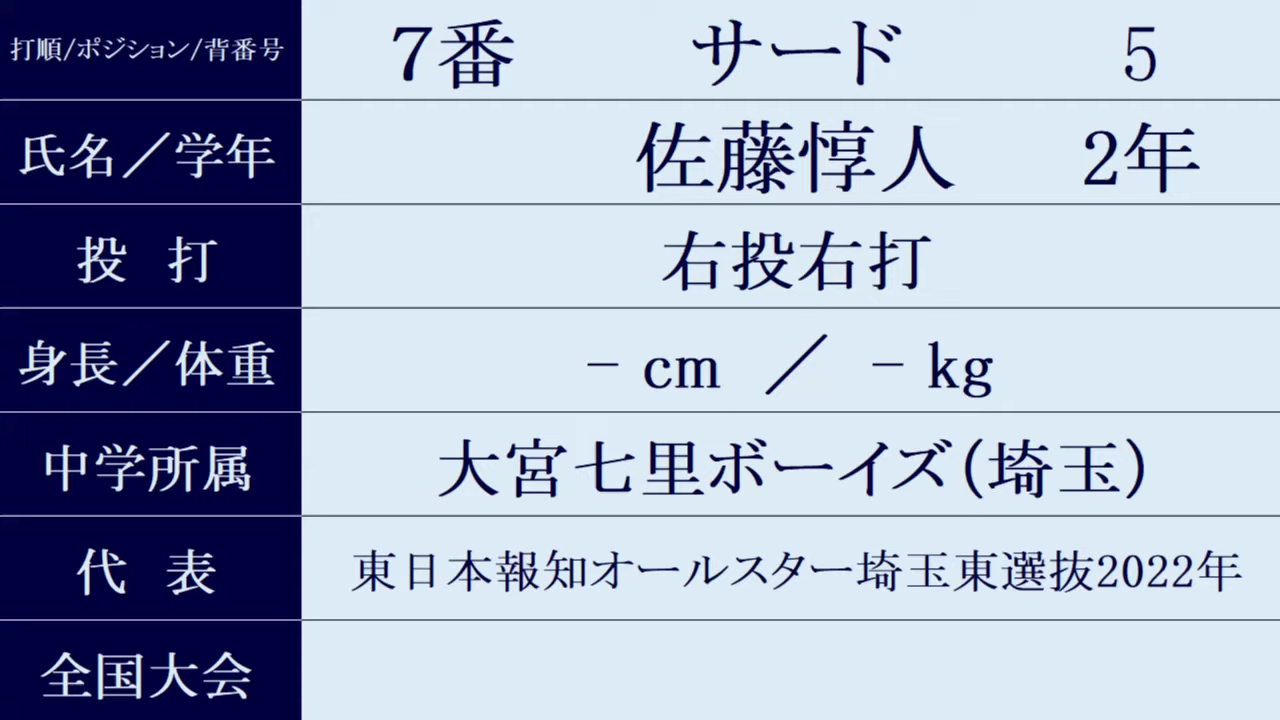 打順/ポジション/背番号 7番 サード 5
氏名／学年 佐藤惇人 2年
投 打 右投右打
身長／体重 － cm ／ － kg
中学所属 大宮七里ボーイズ(埼玉)
代 表 東日本報知オールスター埼玉東選抜2022年
全国大会